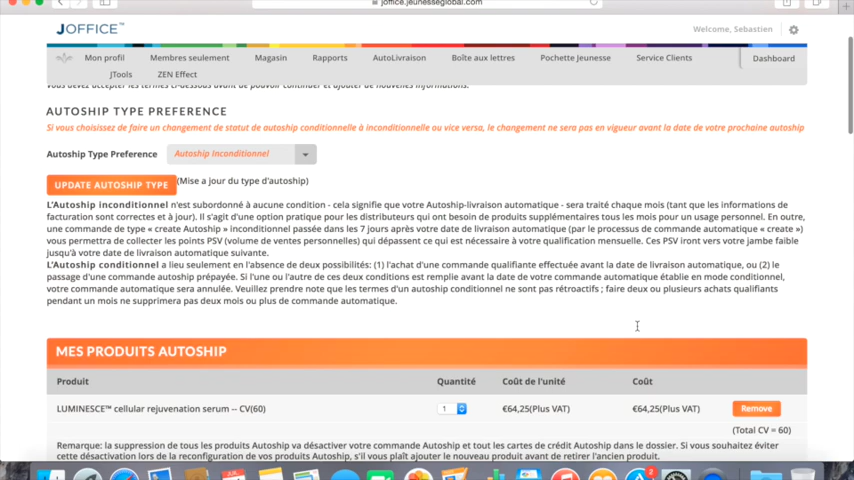 joffice.jeunesseglobal.com
JOFFICE™
Welcome, Sebastien
Mon profil Membres seulement Magasin Rapports AutoLivraison Boîte aux lettres Pochette Jeunesse Service Clients Dashboard
JTools ZEN Effect
Vous devez accepter les termes ci-dessous avant de pouvoir continuer et ajouter de nouvelles informations.
AUTOSHIP TYPE PREFERENCE
Si vous choisissez de faire un changement de statut de autoship conditionnelle à inconditionnelle ou vice versa, le changement ne sera pas en vigueur avant la date de votre prochaine autoship
Autoship Type Preference Autoship Inconditionnel
UPDATE AUTOSHIP TYPE (Mise a jour du type d'autoship)
L'Autoship inconditionnel n'est subordonné à aucune condition - cela signifie que votre Autoship-livraison automatique - sera traité chaque mois (tant que les informations de
facturation sont correctes et à jour). Il s'agit d'une option pratique pour les distributeurs qui ont besoin de produits supplémentaires tous les mois pour un usage personnel. En outre,
une commande de type « create Autoship » inconditionnel passée dans les 7 jours après votre date de livraison automatique (par le processus de commande automatique « create »)
vous permettra de collecter les points PSV (volume de ventes personnelles) qui dépassent ce qui est nécessaire à votre qualification mensuelle. Ces PSV iront vers votre jambe faible
jusqu'à votre date de livraison automatique suivante.
L'Autoship conditionnel a lieu seulement en l'absence de deux possibilités: (1) l'achat d'une commande qualifiante effectuée avant la date de livraison automatique, ou (2) le
passage d'une commande autoship prépayée. Si l'une ou l'autre de ces deux conditions est remplie avant la date de votre commande automatique établie en mode conditionnel,
votre commande automatique sera annulée. Veuillez prendre note que les termes d'un autoship conditionnel ne sont pas rétroactifs ; faire deux ou plusieurs achats qualifiants
pendant un mois ne supprimera pas deux mois ou plus de commande automatique.
MES PRODUITS AUTOSHIP
Produit Quantité Coût de l'unité Coût
LUMINESCE™ cellular rejuvenation serum -- CV(60) 1 €64,25(Plus VAT) €64,25(Plus VAT) Remove
(Total CV = 60)
Remarque: la suppression de tous les produits Autoship va désactiver votre commande Autoship et tout les cartes de crédit Autoship dans le dossier. Si vous souhaitez éviter
cette désactivation lors de la reconfiguration de vos produits Autoship, s'il vous plaît ajouter le nouveau produit avant de retirer l'ancien produit.
2